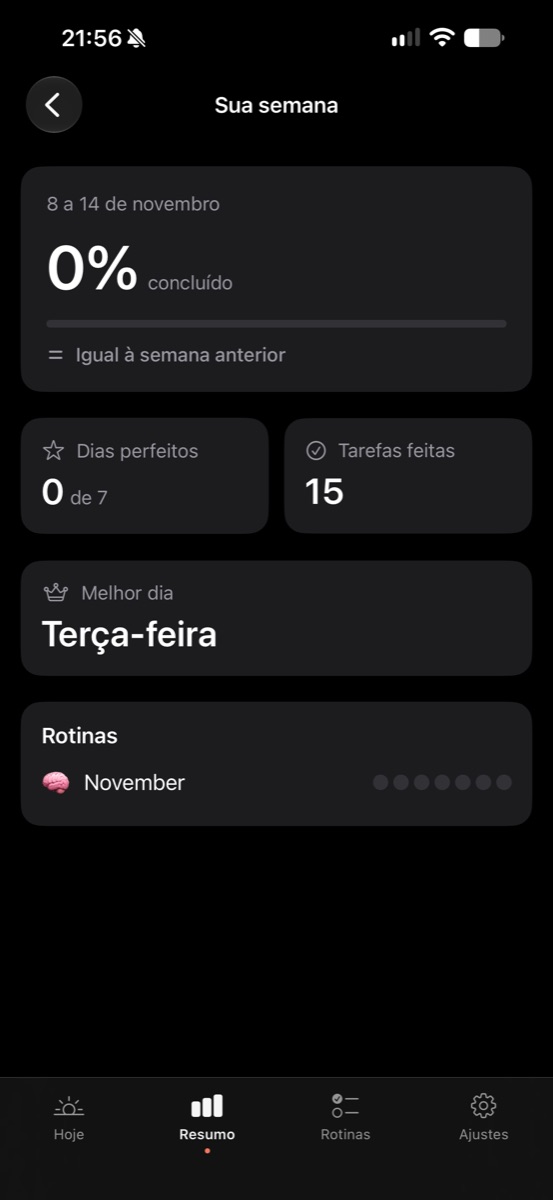 21:56
Sua semana
8 a 14 de novembro
0% concluído
= Igual à semana anterior
Dias perfeitos
0 de 7
Tarefas feitas
15
Melhor dia
Terça-feira
Rotinas
November
Hoje
Resumo
Rotinas
Ajustes